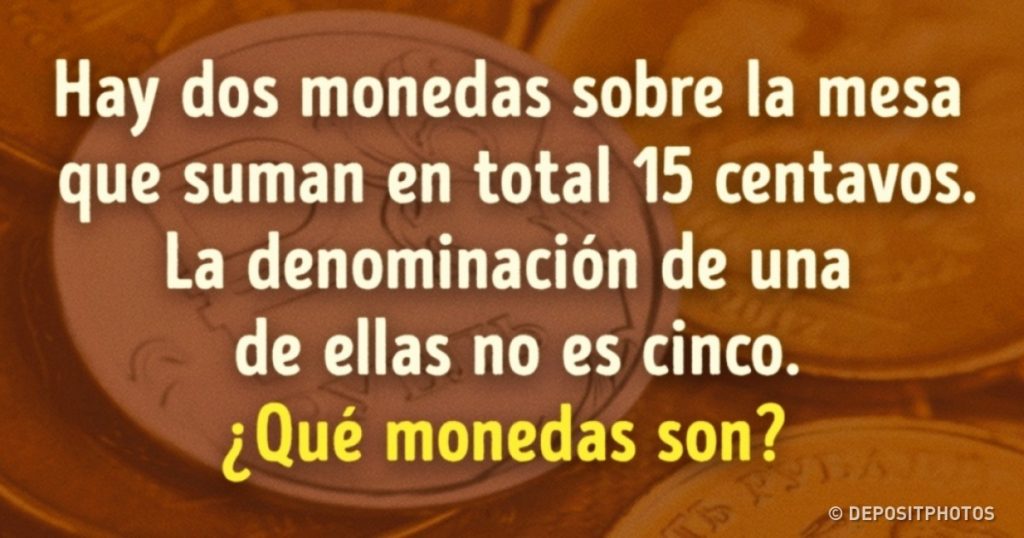 Hay dos monedas sobre la mesa
que suman en total 15 centavos.
La denominación de una
de ellas no es cinco.
¿Qué monedas son?
© DEPOSITPHOTOS